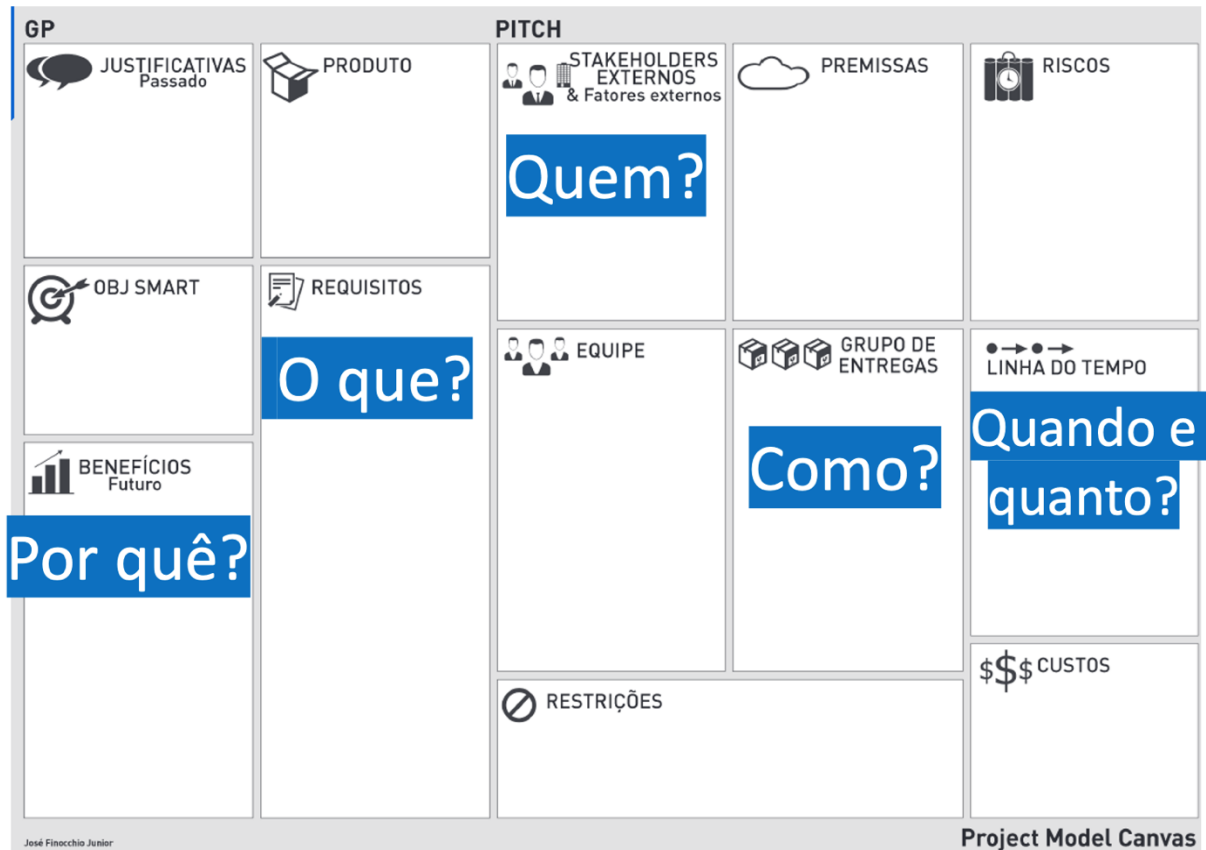 GP
PITCH
JUSTIFICATIVAS
Passado
PRODUTO
STAKEHOLDERS
EXTERNOS
& Fatores externos
Quem?
PREMISSAS
RISCOS
OBJ SMART
REQUISITOS
O que?
EQUIPE
GRUPO DE
ENTREGAS
Como?
LINHA DO TEMPO
Quando e
quanto?
BENEFÍCIOS
Futuro
Por quê?
RESTRIÇÕES
$$$ CUSTOS
José Finocchio Junior
Project Model Canvas